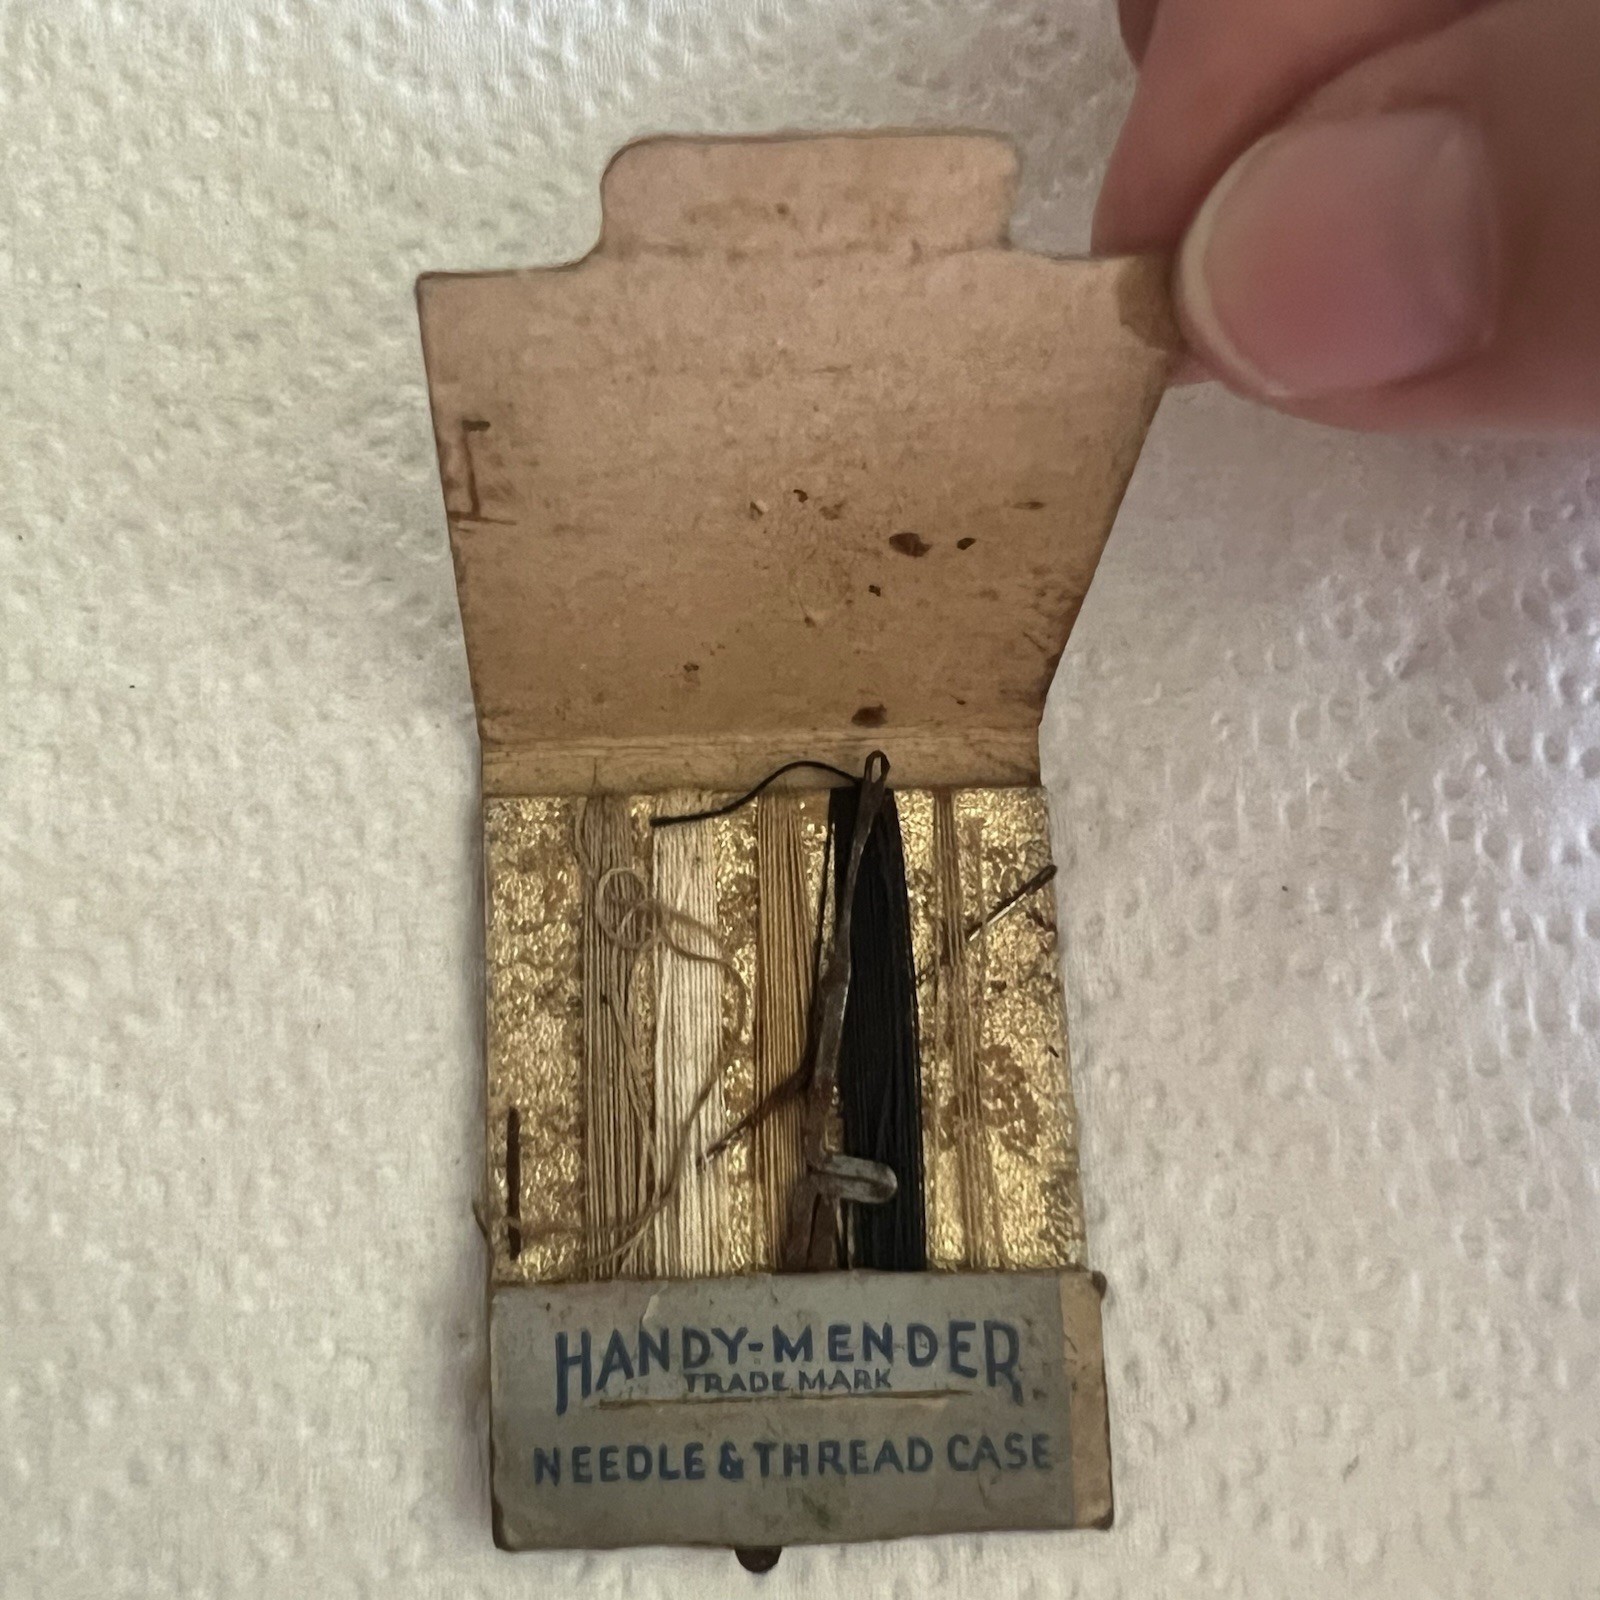 HANDY-MENDER
TRADE MARK
NEEDLE & THREAD CASE